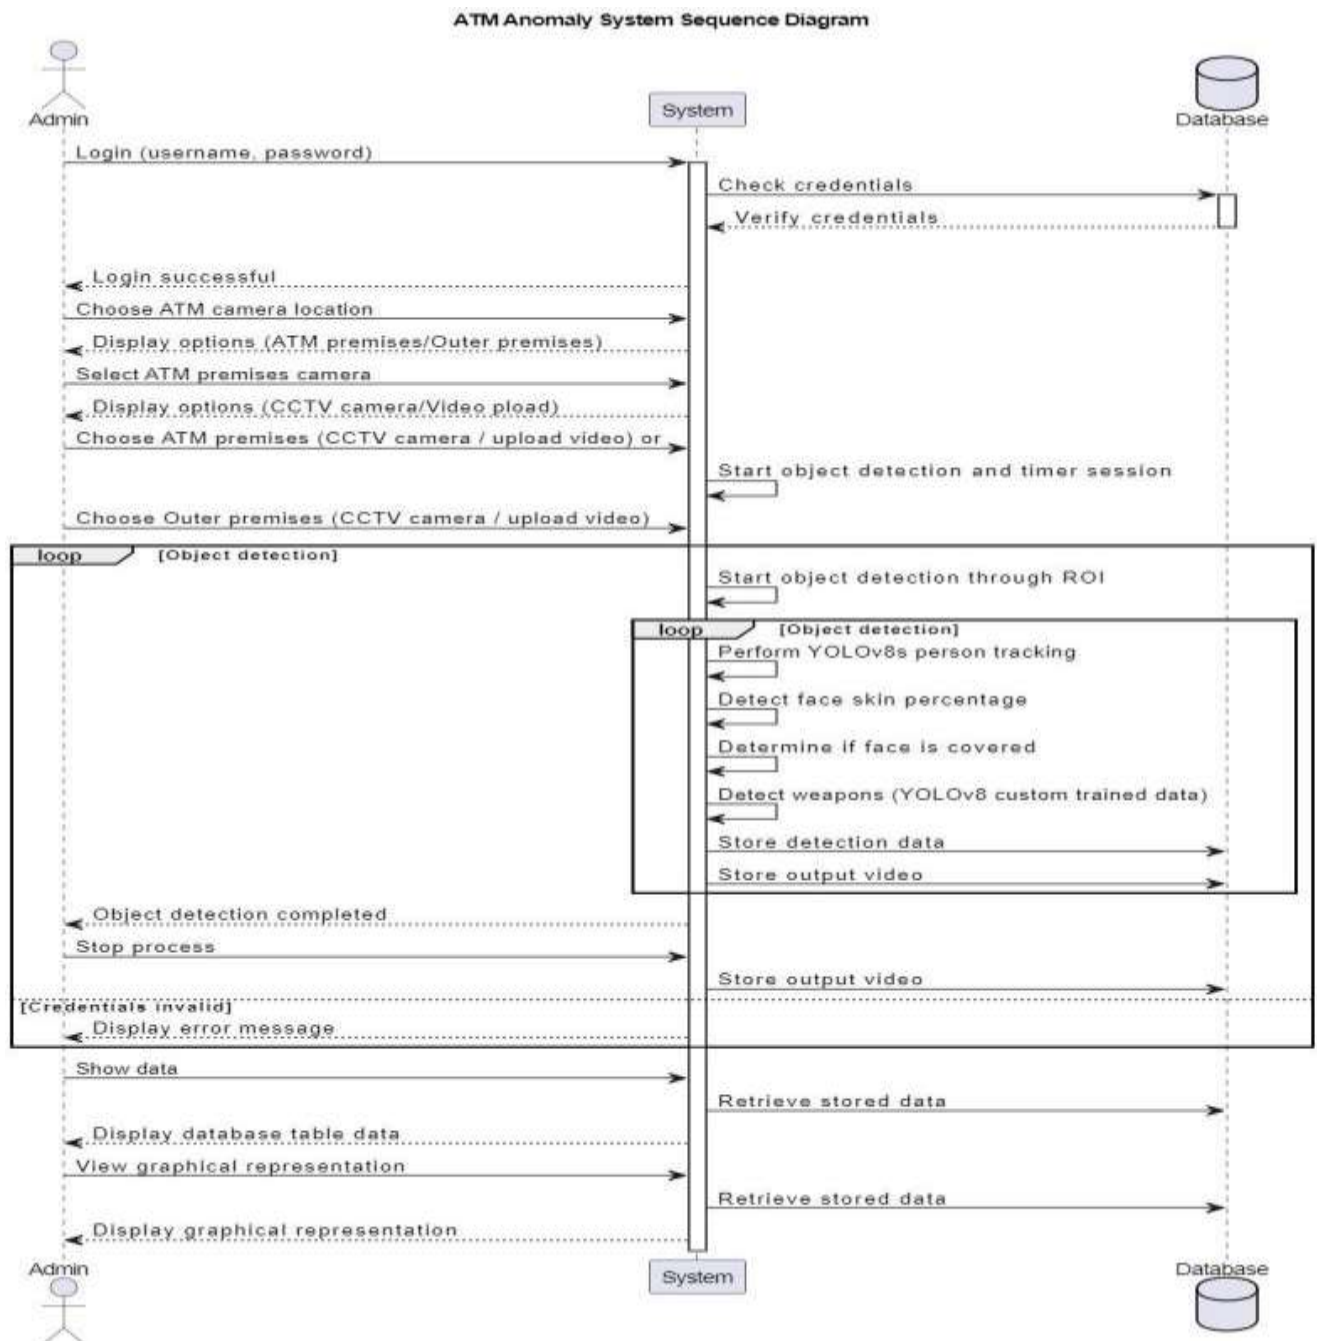 ATM Anomaly System Sequence Diagram
Admin
System
Database
Login (username, password)
Check credentials
Verify credentials
Login successful
Choose ATM camera location
Display options (ATM premises/Outer premises)
Select ATM premises camera
Display options (CCTV camera/Video pload)
Choose ATM premises (CCTV camera / upload video) or
Start object detection and timer session
Choose Outer premises (CCTV camera / upload video)
loop [Object detection]
Start object detection through ROI
loop [Object detection]
Perform YOLOv8s person tracking
Detect face skin percentage
Determine if face is covered
Detect weapons (YOLOv8 custom trained data)
Store detection data
Store output video
Object detection completed
Stop process
Store output video
[Credentials invalid]
Display error message
Show data
Retrieve stored data
Display database table data
View graphical representation
Retrieve stored data
Display graphical representation
Admin
System
Database